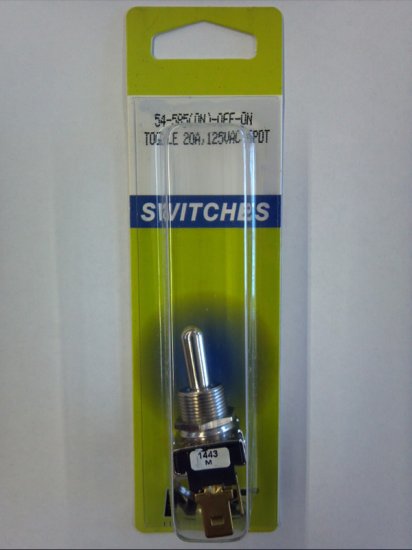 54-585(ON)-OFF-ON
TOGGLE 20A,125VAC SPDT
SWITCHES
1443
M